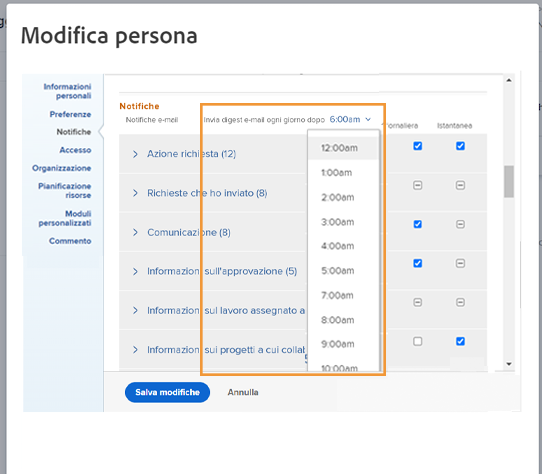 Modifica persona
Informazioni
personali
Preferenze
Notifiche
Accesso
Organizzazione
Pianificazione
risorse
Moduli
personalizzati
Commento
Notifiche
Notifiche e-mail Invia digest e-mail ogni giorno dopo 6:00am
Istantanea
Azione richiesta (12)
Richieste che ho inviato (8)
Comunicazione (8)
Informazioni sull'approvazione (5)
Informazioni sul lavoro assegnato a
Informazioni sui progetti a cui collab
12:00am
1:00am
2:00am
3:00am
4:00am
5:00am
7:00am
8:00am
9:00am
10:00am
Salva modifiche Annulla